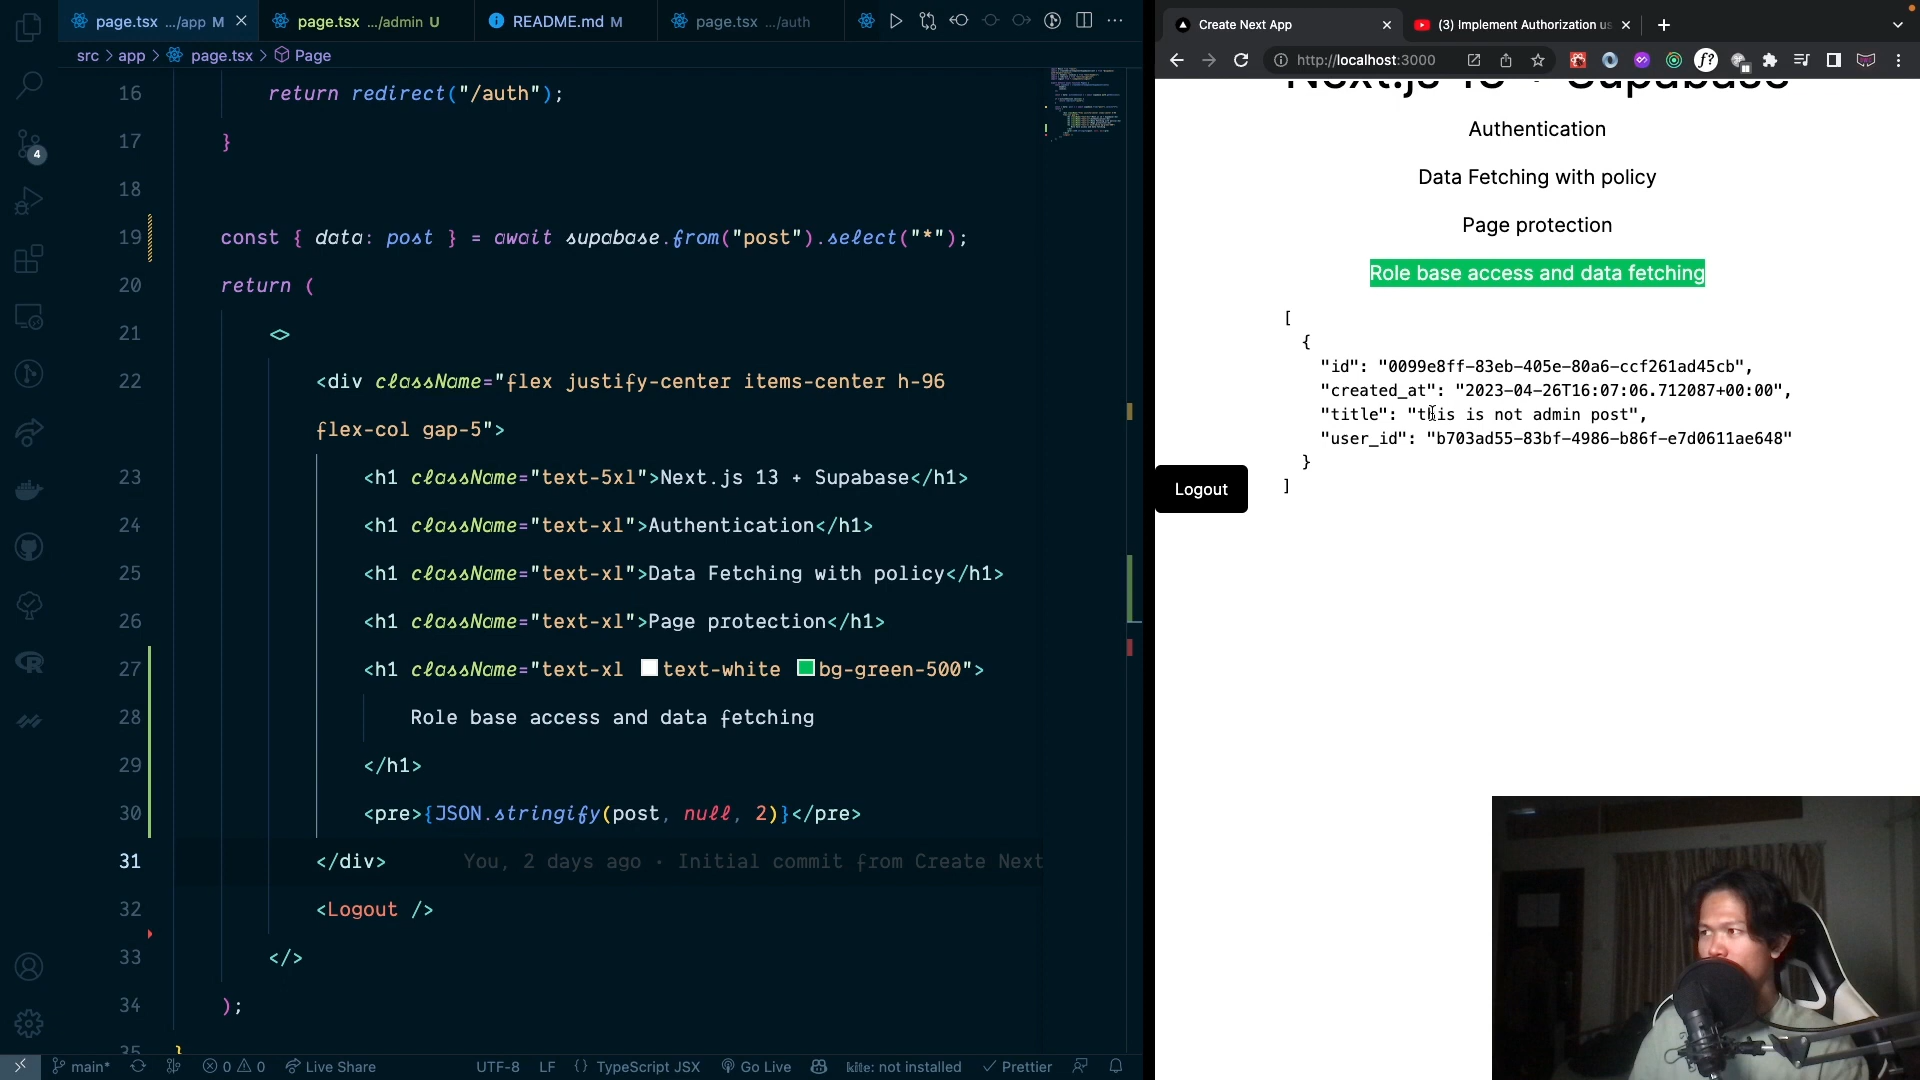 page.tsx .../app M
page.tsx .../admin U
README.md M
page.tsx .../auth
src > app > page.tsx > Page
4
16 return redirect("/auth");
17 }
18
19 const { data: post } = await supabase.from("post").select("*");
20 return (
21 <>
22 <div className="flex justify-center items-center h-96
flex-col gap-5">
23 <h1 className="text-5xl">Next.js 13 + Supabase</h1>
24 <h1 className="text-xl">Authentication</h1>
25 <h1 className="text-xl">Data Fetching with policy</h1>
26 <h1 className="text-xl">Page protection</h1>
27 <h1 className="text-xl text-white bg-green-500">
28 Role base access and data fetching
29 </h1>
30 <pre>{JSON.stringify(post, null, 2)}</pre>
31 </div> You, 2 days ago • Initial commit from Create Next
32 <Logout />
33 </>
34 );
35 }
main* 0 0 Live Share UTF-8 LF {} TypeScript JSX Go Live kite: not installed Prettier
Create Next App
(3) Implement Authorization us
http://localhost:3000
f?
Next.js 13 + Supabase
Authentication
Data Fetching with policy
Page protection
Role base access and data fetching
[
{
"id": "0099e8ff-83eb-405e-80a6-ccf261ad45cb",
"created_at": "2023-04-26T16:07:06.712087+00:00",
"title": "this is not admin post",
"user_id": "b703ad55-83bf-4986-b86f-e7d0611ae648"
}
]
Logout